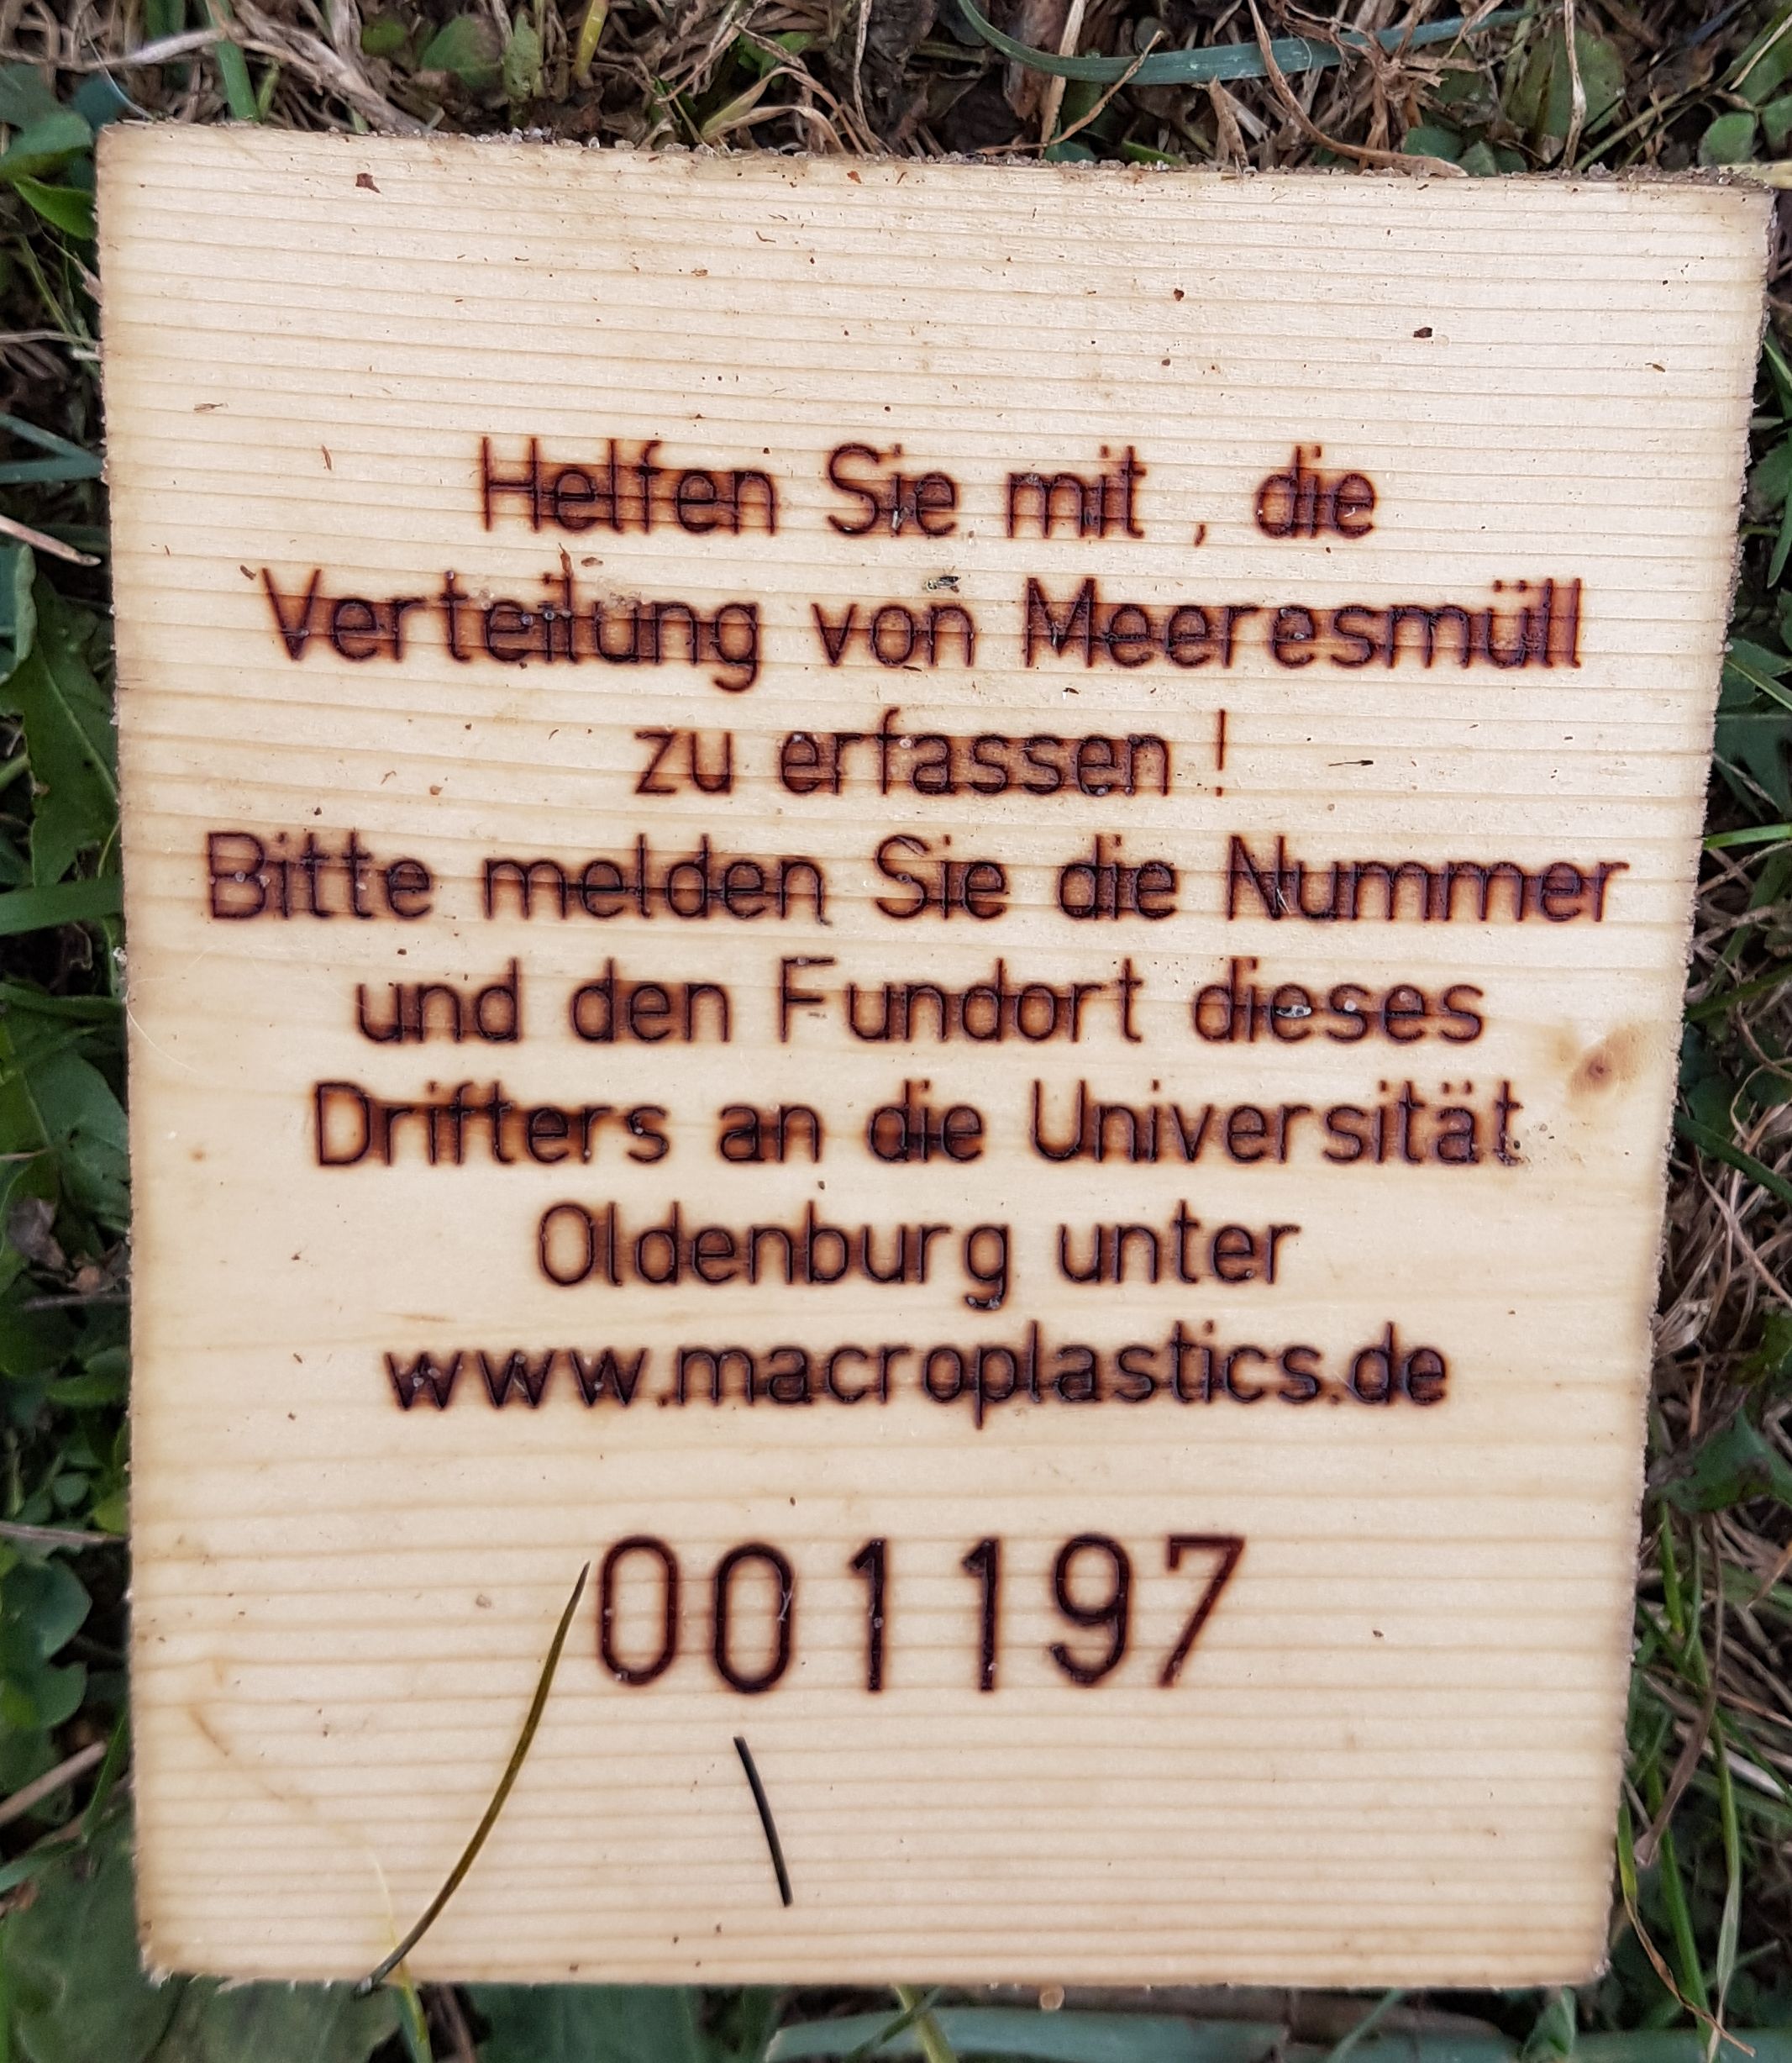 Helfen Sie mit , die
Verteilung von Meeresmüll
zu erfassen !
Bitte melden Sie die Nummer
und den Fundort dieses
Drifters an die Universität
Oldenburg unter
www.macroplastics.de
001197